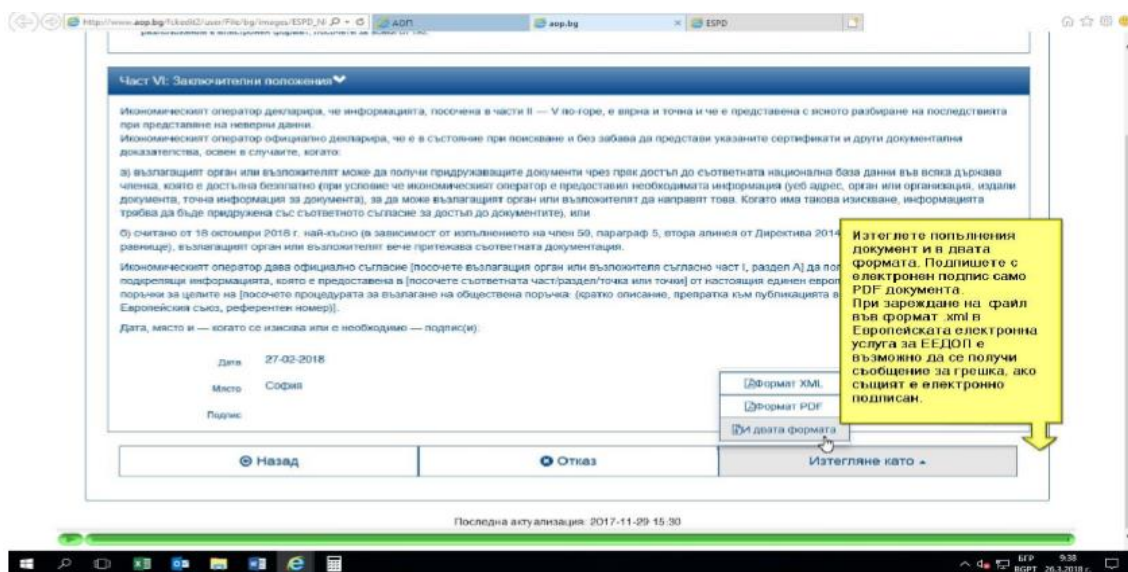 http://www.aop.bg/fckedit2/user/File/bg/images/ESPD_NI
АОП
aop.bg
ESPD
Част VI: Заключителни положения
Икономическият оператор декларира, че информацията, посочена в части II — V по-горе, е вярна и точна и че е представена с ясното разбиране на последствията
при представяне на неверни данни.
Икономическият оператор официално декларира, че е в състояние при поискване и без забава да представи указаните сертификати и други документални
доказателства, освен в случаите, когато:
а) възлагащият орган или възложителят може да получи придружаващите документи чрез пряк достъп до съответната национална база данни във всяка държава
членка, която е достъпна безплатно (при условие че икономическият оператор е предоставил необходимата информация (уеб адрес, орган или организация, издали
документа, точна информация за документа), за да може възлагащият орган или възложителят да направят това. Когато има такова изискване, информацията
трябва да бъде придружена със съответното съгласие за достъп до документите), или
б) считано от 18 октомври 2018 г. най-късно (в зависимост от изпълнението на член 59, параграф 5, втора алинея от Директива 2014
равнище), възлагащият орган или възложителят вече притежава съответната документация.
Икономическият оператор дава официално съгласие [посочете възлагащия орган или възложителя съгласно част I, раздел A] да пол
подкрепящи информацията, която е предоставена в [посочете съответната част/раздел/точка или точки] от настоящия единен европ
поръчки за целите на [посочете процедурата за възлагане на обществена поръчка: (кратко описание, препратка към публикацията в
Европейския съюз, референтен номер)].
Дата, място и — когато се изисква или е необходимо — подпис(и):
Дата 27-02-2018
Място София
Подпис
Изтеглете попълнения
документ и в двата
формата. Подпишете с
електронен подпис само
PDF документа.
При зареждане на файл
във формат .xml в
Европейската електронна
услуга за ЕЕДОП е
възможно да се получи
съобщение за грешка, ако
същият е електронно
подписан.
Формат XML
Формат PDF
И двата формата
Назад
Отказ
Изтегляне като
Последна актуализация: 2017-11-29 15:30
БГР 9:38
BGPT 26.3.2018 г.